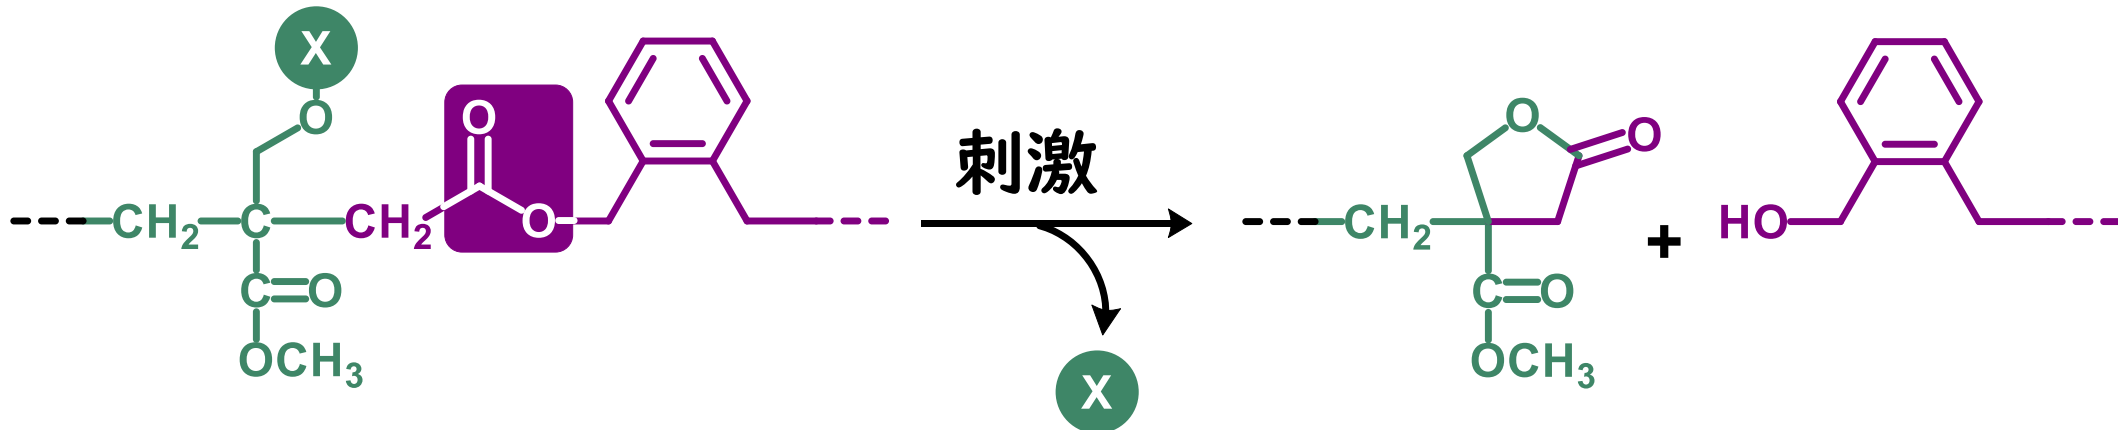 X
O
CH2 C CH2 C O O
C O
OCH3
刺激
X
O O
CH2
C O
OCH3
+
HO